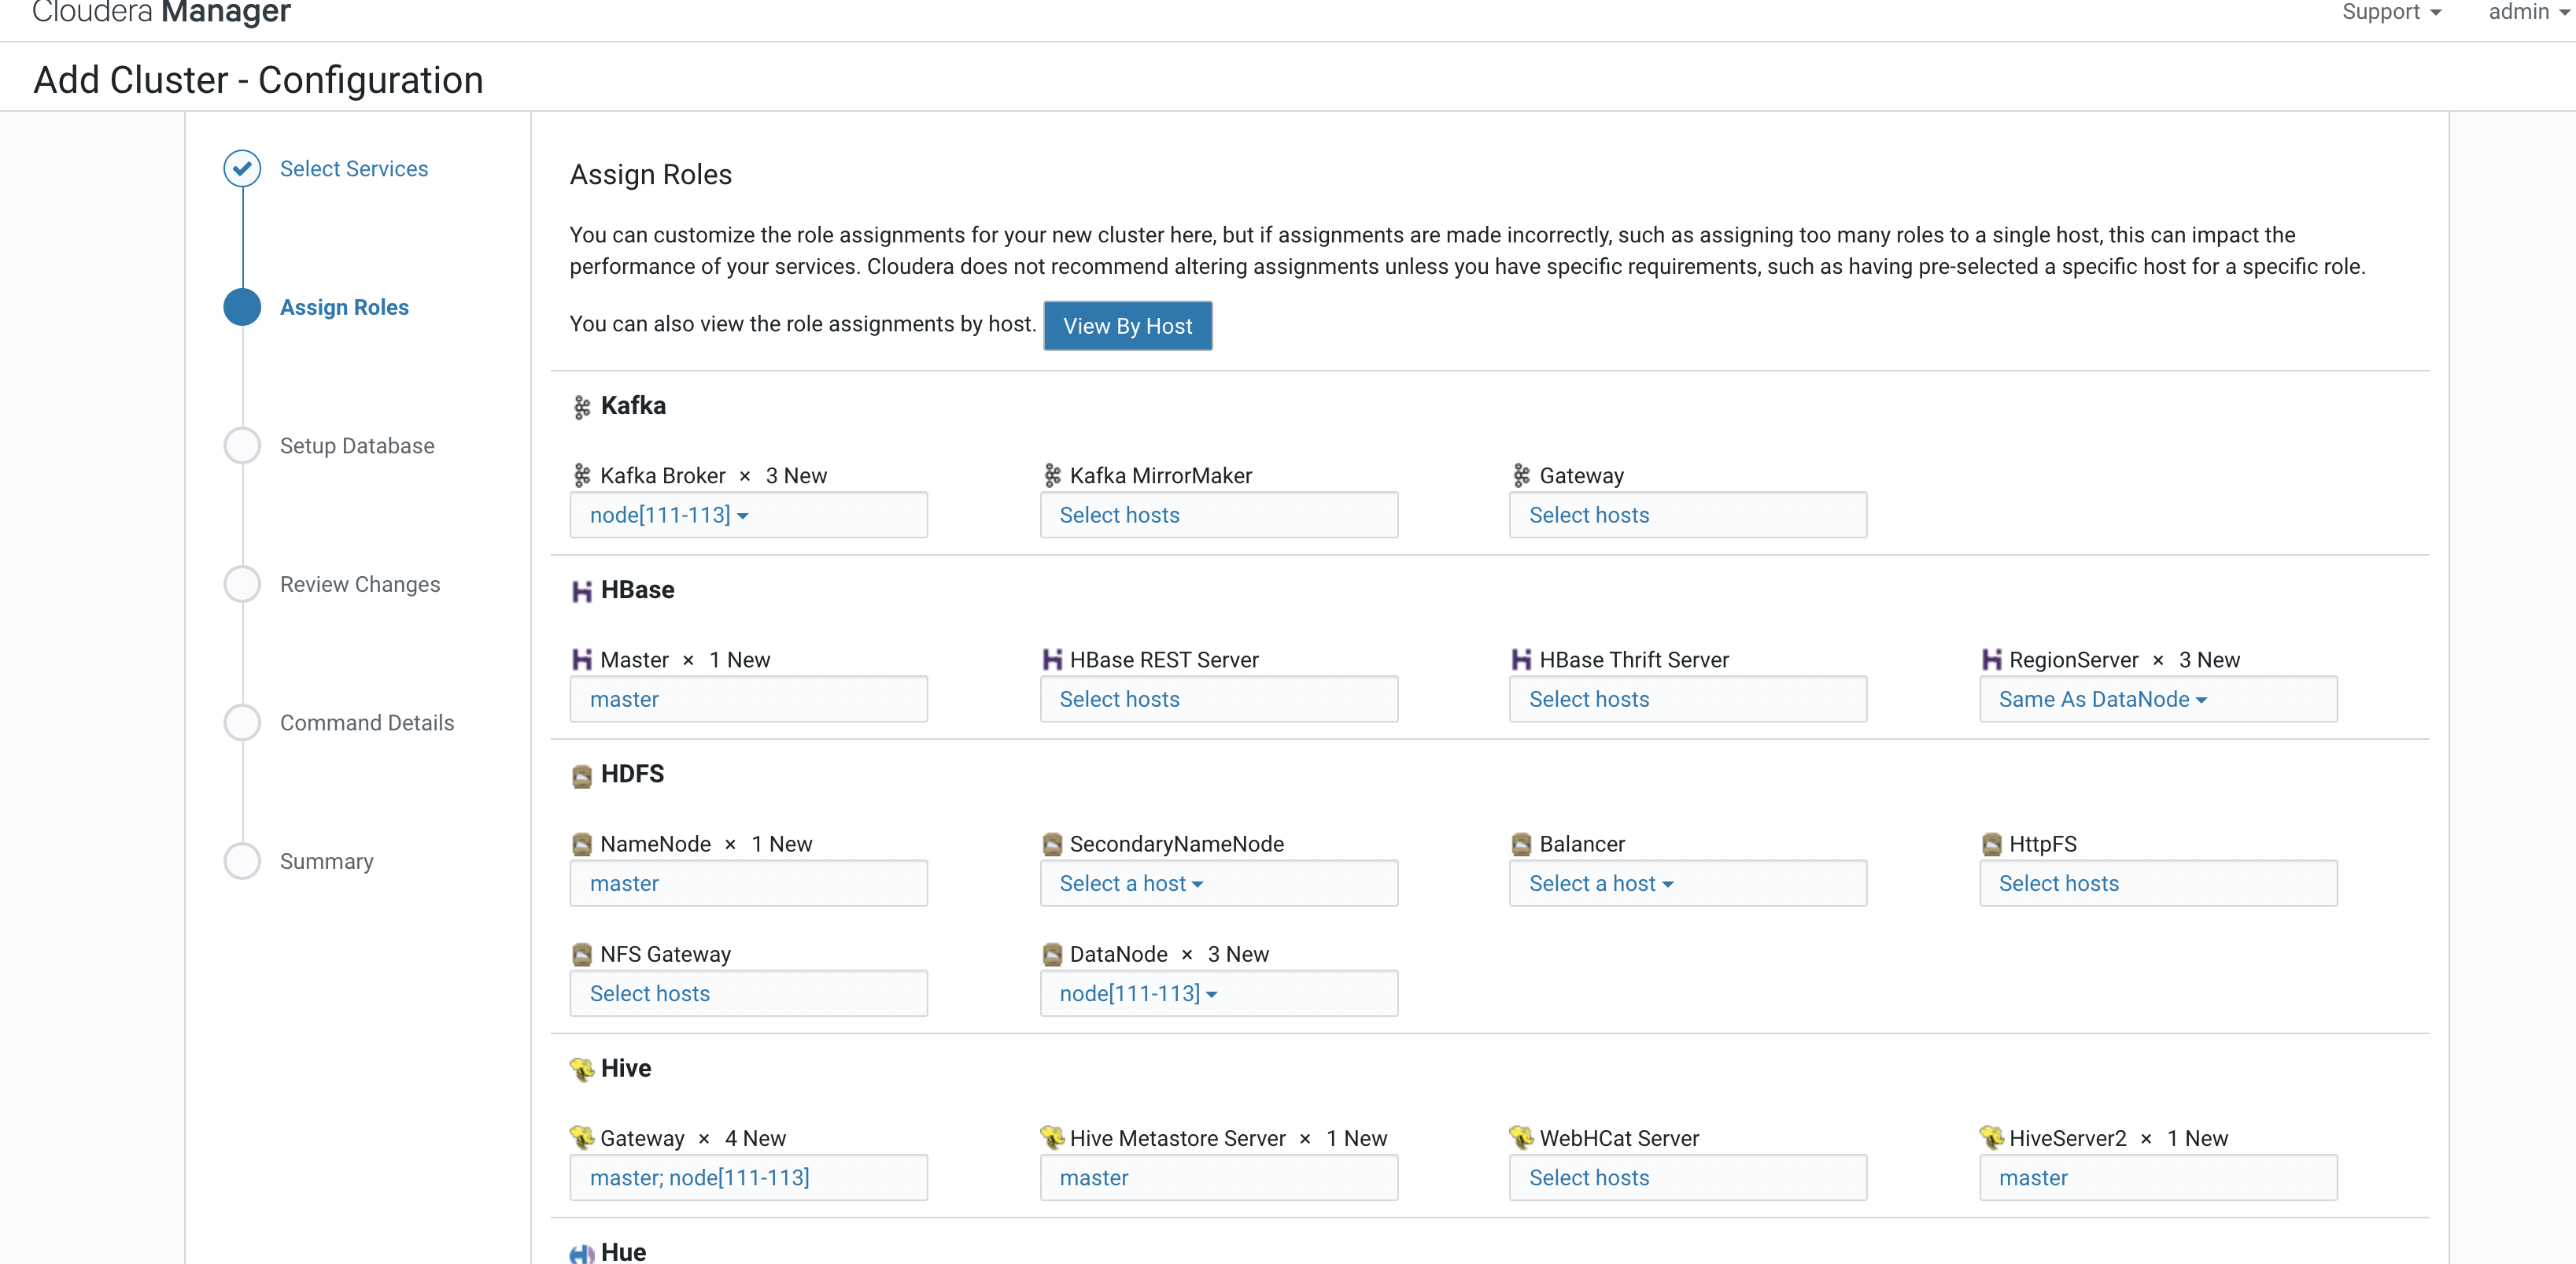 Cloudera Manager
Support
admin
Add Cluster - Configuration
Select Services
Assign Roles
Setup Database
Review Changes
Command Details
Summary
Assign Roles
You can customize the role assignments for your new cluster here, but if assignments are made incorrectly, such as assigning too many roles to a single host, this can impact the
performance of your services. Cloudera does not recommend altering assignments unless you have specific requirements, such as having pre-selected a specific host for a specific role.
You can also view the role assignments by host. View By Host
Kafka
Kafka Broker × 3 New
node[111-113]
Kafka MirrorMaker
Select hosts
Gateway
Select hosts
HBase
Master × 1 New
master
HBase REST Server
Select hosts
HBase Thrift Server
Select hosts
RegionServer × 3 New
Same As DataNode
HDFS
NameNode × 1 New
master
SecondaryNameNode
Select a host
Balancer
Select a host
HttpFS
Select hosts
NFS Gateway
Select hosts
DataNode × 3 New
node[111-113]
Hive
Gateway × 4 New
master; node[111-113]
Hive Metastore Server × 1 New
master
WebHCat Server
Select hosts
HiveServer2 × 1 New
master
Hue